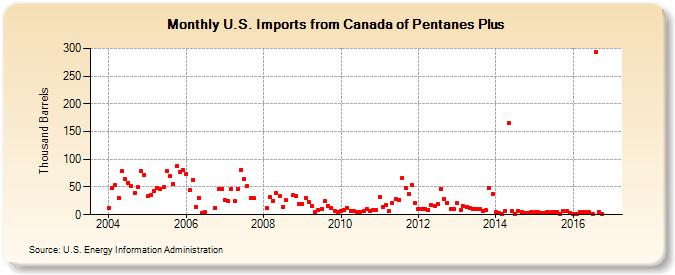 Monthly U.S. Imports from Canada of Pentanes Plus
Thousand Barrels
300
250
200
150
100
50
0
2004 2006 2008 2010 2012 2014 2016
Source: U.S. Energy Information Administration